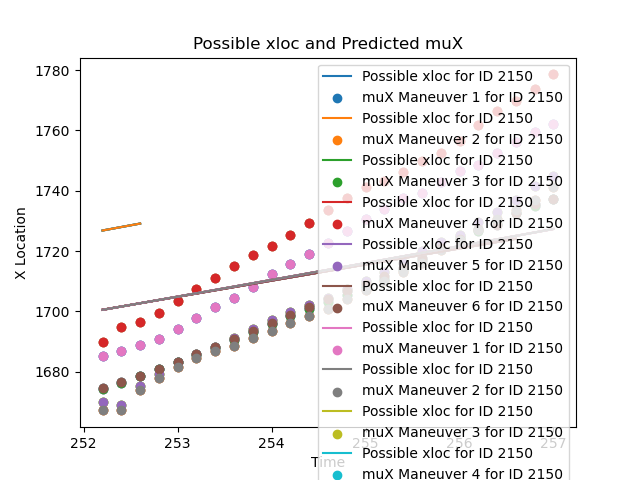 Possible xloc and Predicted muX
1780
1760
1740
1720
1700
1680
X Location
252
253
254
255
256
257
Time
Possible xloc for ID 2150
muX Maneuver 1 for ID 2150
Possible xloc for ID 2150
muX Maneuver 2 for ID 2150
Possible xloc for ID 2150
muX Maneuver 3 for ID 2150
Possible xloc for ID 2150
muX Maneuver 4 for ID 2150
Possible xloc for ID 2150
muX Maneuver 5 for ID 2150
Possible xloc for ID 2150
muX Maneuver 6 for ID 2150
Possible xloc for ID 2150
muX Maneuver 1 for ID 2150
Possible xloc for ID 2150
muX Maneuver 2 for ID 2150
Possible xloc for ID 2150
muX Maneuver 3 for ID 2150
Possible xloc for ID 2150
muX Maneuver 4 for ID 2150